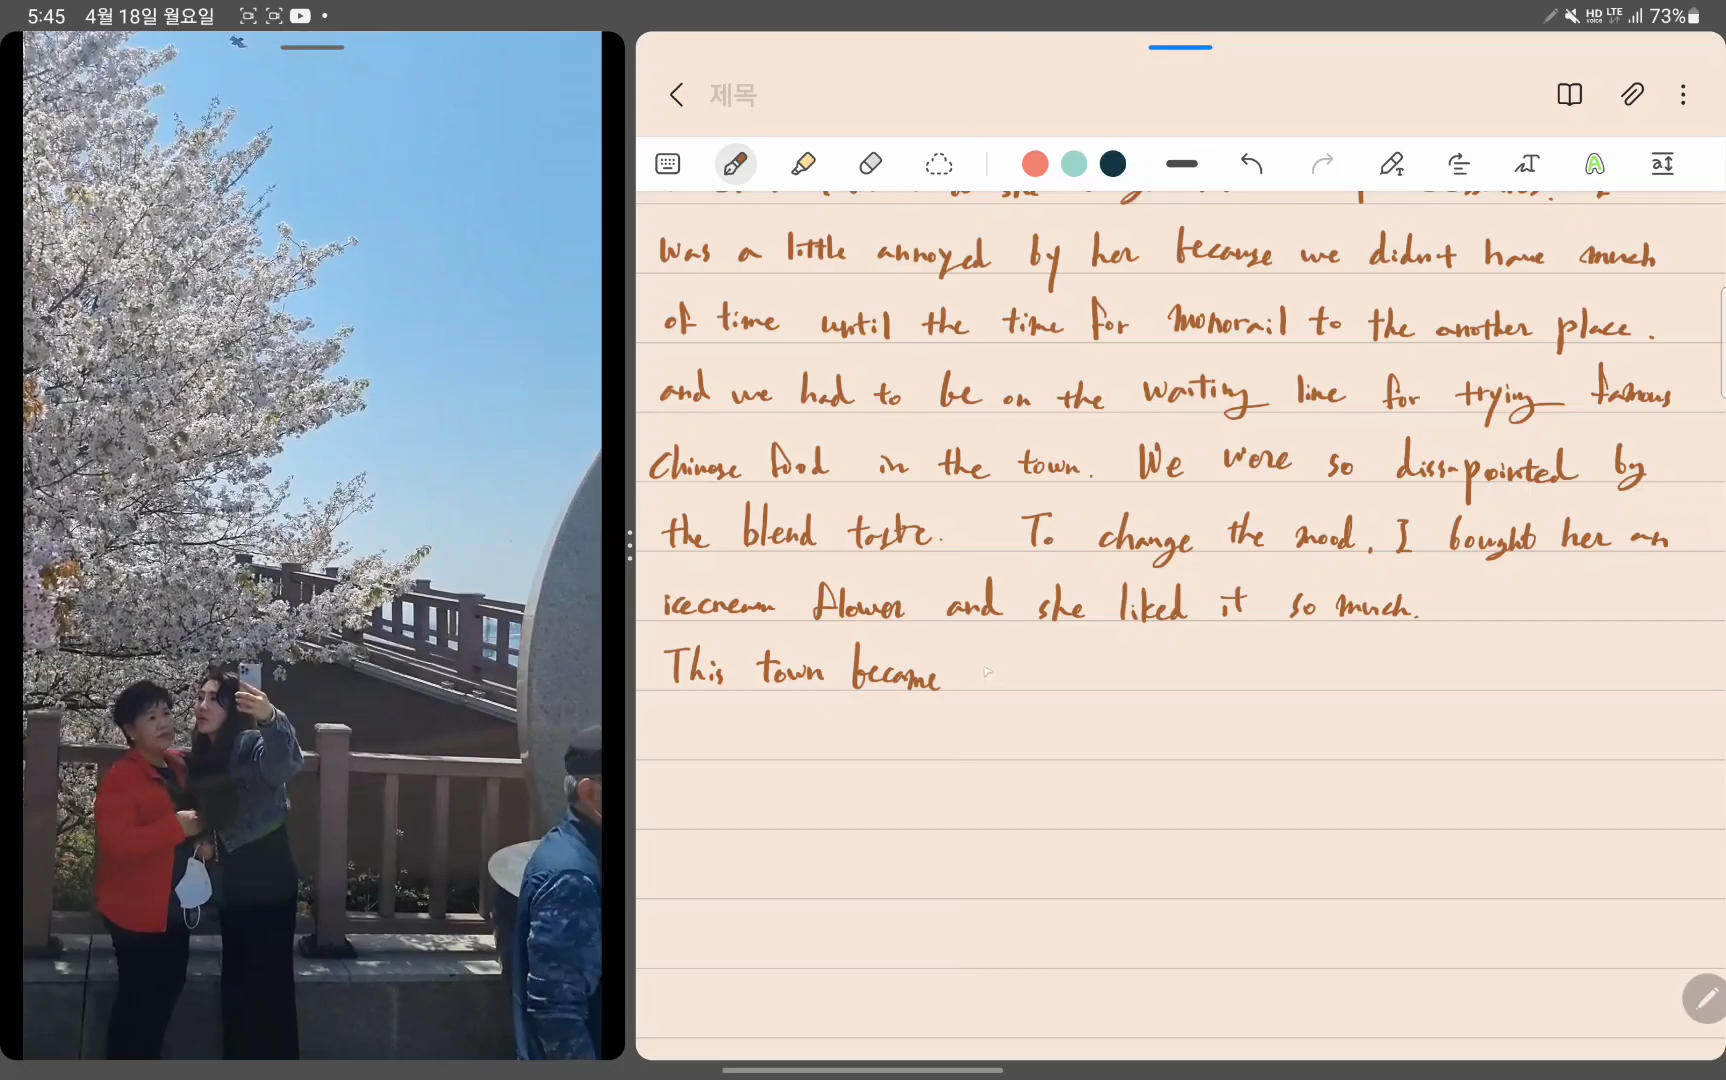 5:45 4월 18일 월요일
HD voice LTE 73%
제목
was a little annoyed by her because we didn't have much
of time until the time for monorail to the another place.
and we had to be on the waiting line for trying famous
Chinese food in the town. We were so dissapointed by
the blend taste. To change the mood, I bought her an
icecream flower and she liked it so much.
This town became